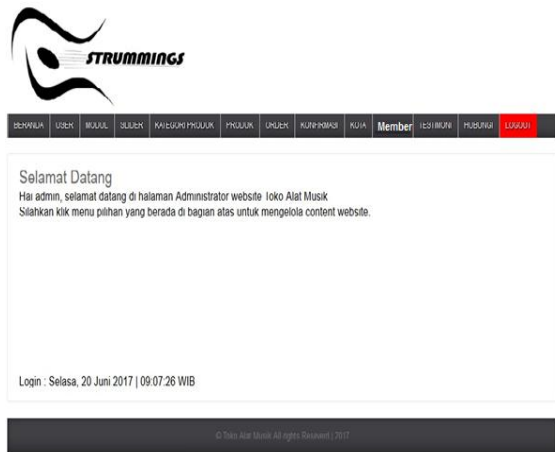 STRUMMINGS
BERANDA USER MODUL SLIDER KATEGORI PRODUK PRODUK ORDER KONFIRMASI KOTA Member TESTIMONI HUBUNGI LOGOUT
Selamat Datang
Hai admin, selamat datang di halaman Administrator website Toko Alat Musik
Silahkan klik menu pilihan yang berada di bagian atas untuk mengelola content website.
Login : Selasa, 20 Juni 2017 | 09:07:26 WIB
© Toko Alat Musik All rights Reserved | 2017